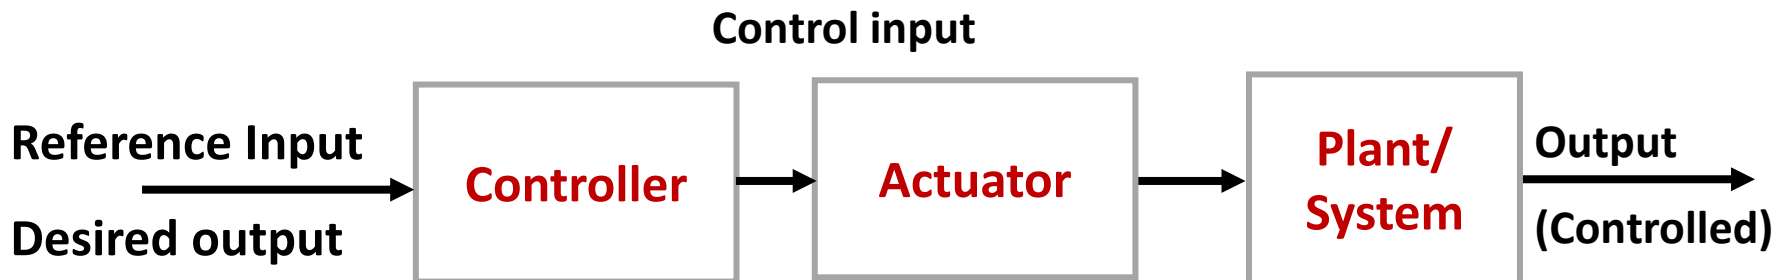 Control input
Reference Input
Desired output
Controller
Actuator
Plant/
System
Output
(Controlled)